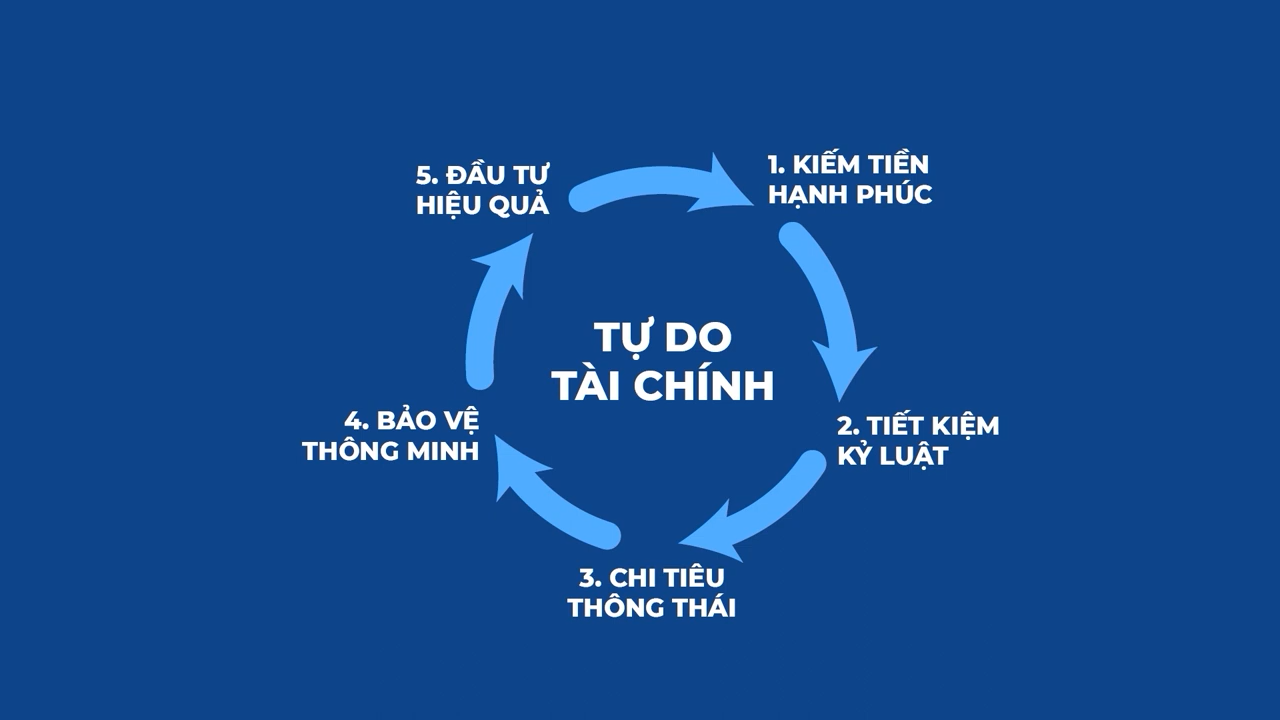 TỰ DO
TÀI CHÍNH
1. KIẾM TIỀN
HẠNH PHÚC
2. TIẾT KIỆM
KỶ LUẬT
3. CHI TIÊU
THÔNG THÁI
4. BẢO VỆ
THÔNG MINH
5. ĐẦU TƯ
HIỆU QUẢ